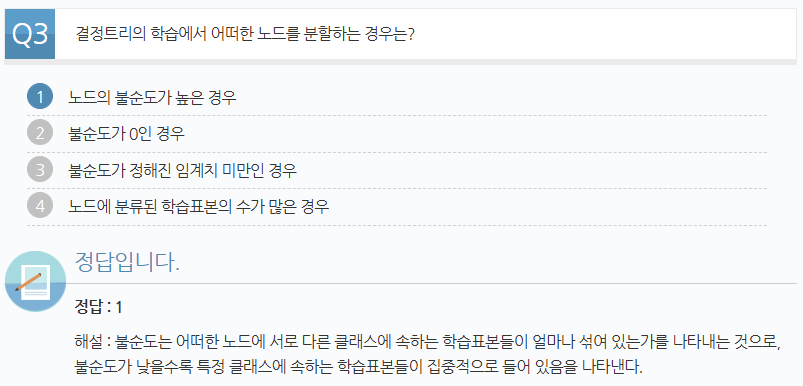 Q3 결정트리의 학습에서 어떠한 노드를 분할하는 경우는?
1 노드의 불순도가 높은 경우
2 불순도가 0인 경우
3 불순도가 정해진 임계치 미만인 경우
4 노드에 분류된 학습표본의 수가 많은 경우
정답입니다.
정답 : 1
해설 : 불순도는 어떠한 노드에 서로 다른 클래스에 속하는 학습표본들이 얼마나 섞여 있는가를 나타내는 것으로,
불순도가 낮을수록 특정 클래스에 속하는 학습표본들이 집중적으로 들어 있음을 나타낸다.